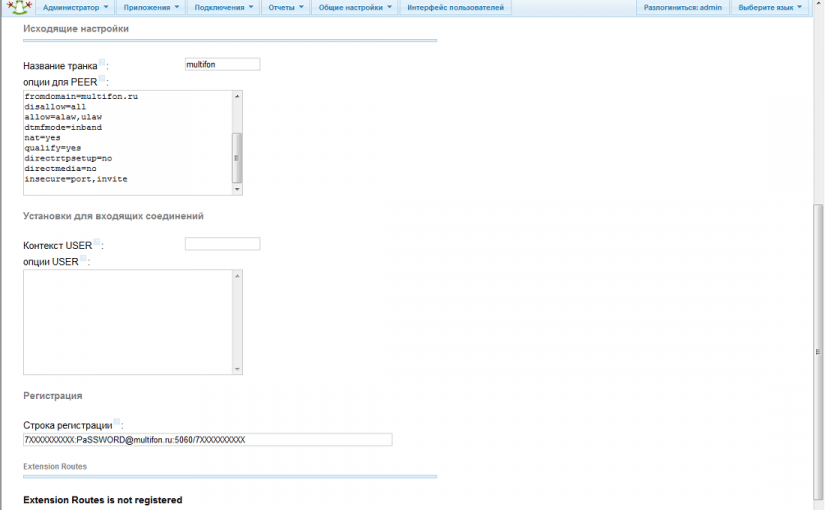 Администратор Приложения Подключения Отчеты Общие настройки Интерфейс пользователей Разлогиниться: admin Выберите язык
Исходящие настройки
Название транка: multifon
опции для PEER:
fromdomain=multifon.ru
disallow=all
allow=alaw,ulaw
dtmfmode=inband
nat=yes
qualify=yes
directrtpsetup=no
directmedia=no
insecure=port,invite
Установки для входящих соединений
Контекст USER:
опции USER:
Регистрация
Строка регистрации:
7XXXXXXXXXX:PaSSWORD@multifon.ru:5060/7XXXXXXXXXX
Extension Routes
Extension Routes is not registered